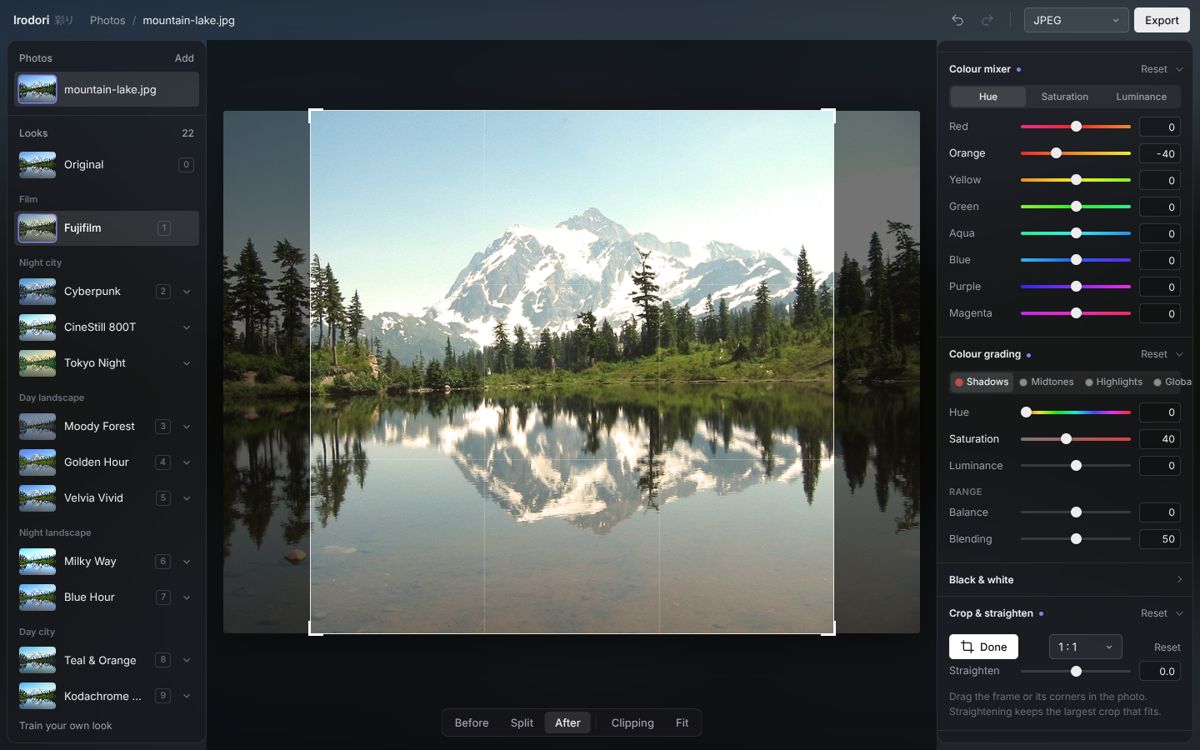 Irodori 彩り Photos / mountain-lake.jpg JPEG Export
Photos Add
mountain-lake.jpg
Looks 22
Original 0
Film
Fujifilm 1
Night city
Cyberpunk 2
CineStill 800T
Tokyo Night
Day landscape
Moody Forest 3
Golden Hour 4
Velvia Vivid 5
Night landscape
Milky Way 6
Blue Hour 7
Day city
Teal & Orange 8
Kodachrome ... 9
Train your own look
Before Split After Clipping Fit
Colour mixer Reset
Hue Saturation Luminance
Red 0
Orange -40
Yellow 0
Green 0
Aqua 0
Blue 0
Purple 0
Magenta 0
Colour grading Reset
Shadows Midtones Highlights Globa
Hue 0
Saturation 40
Luminance 0
RANGE
Balance 0
Blending 50
Black & white
Crop & straighten Reset
Done 1 : 1 Reset
Straighten 0.0
Drag the frame or its corners in the photo.
Straightening keeps the largest crop that fits.